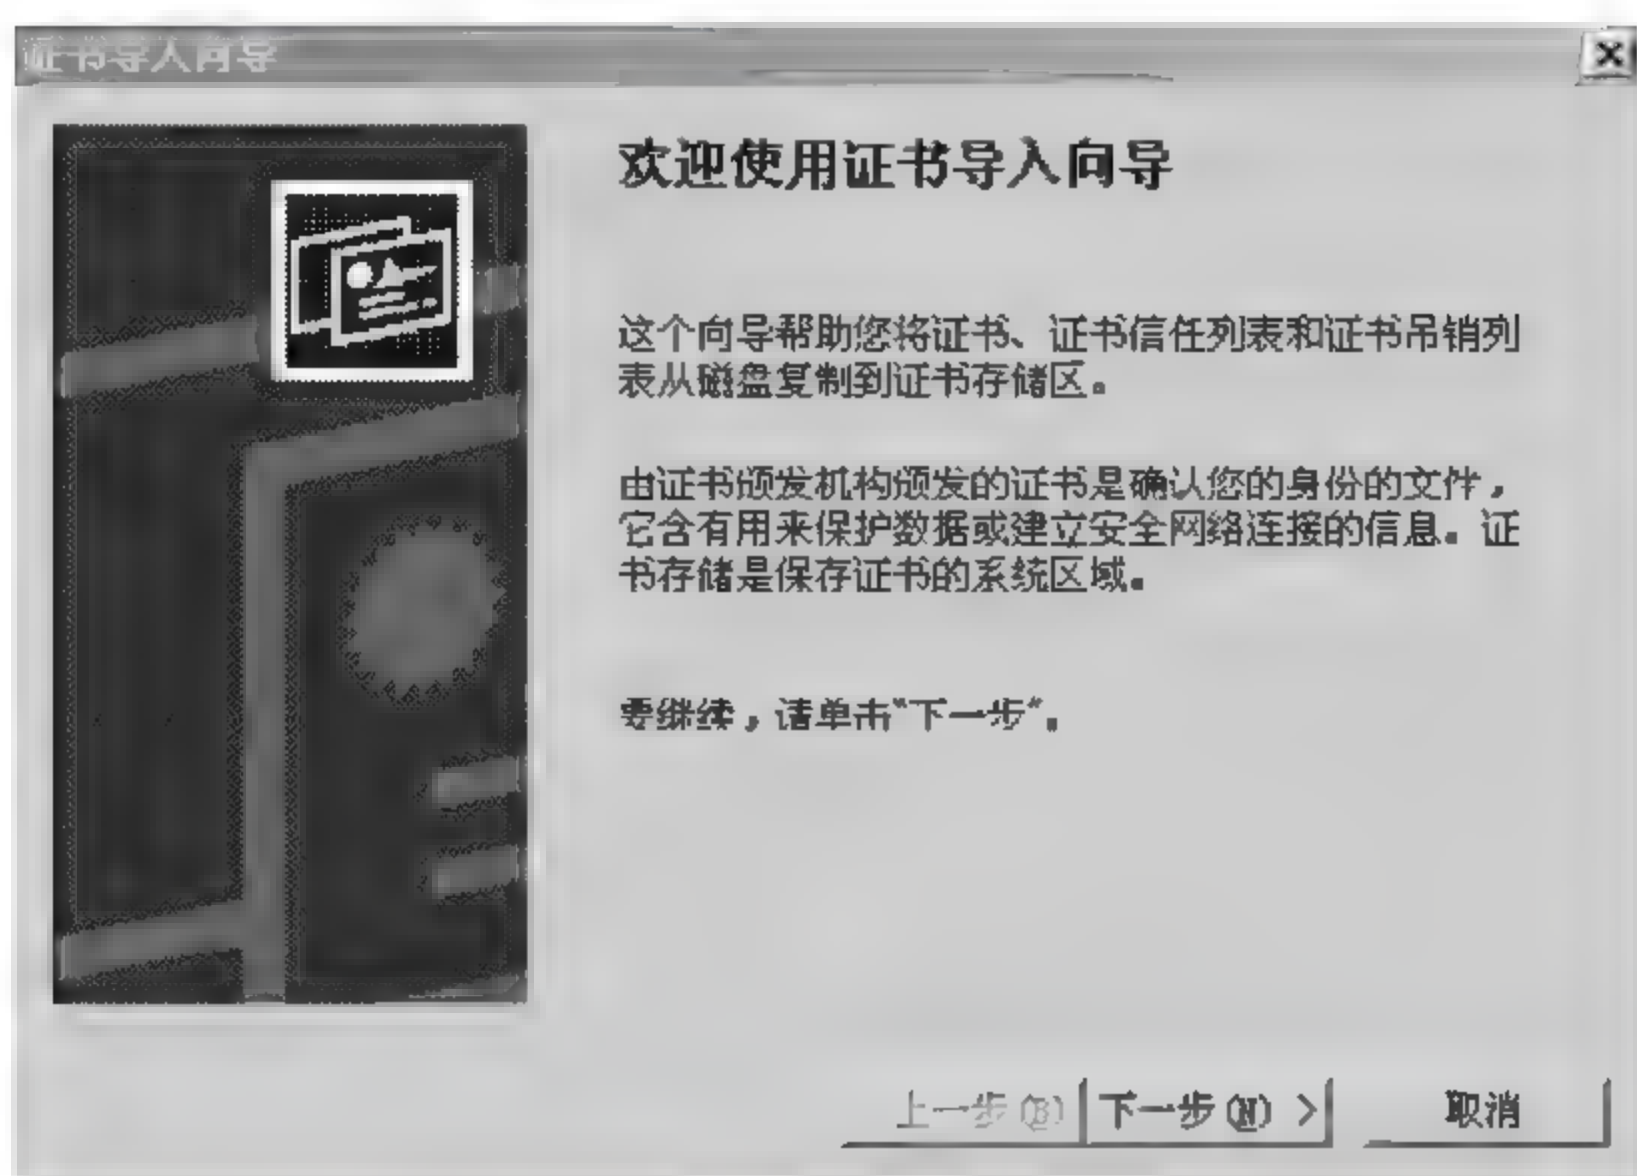 证书导入向导
欢迎使用证书导入向导
这个向导帮助您将证书、证书信任列表和证书吊销列
表从磁盘复制到证书存储区。
由证书颁发机构颁发的证书是确认您的身份的文件，
它含有用来保护数据或建立安全网络连接的信息。证
书存储是保存证书的系统区域。
要继续，请单击“下一步”。
上一步(B) 下一步(N) > 取消